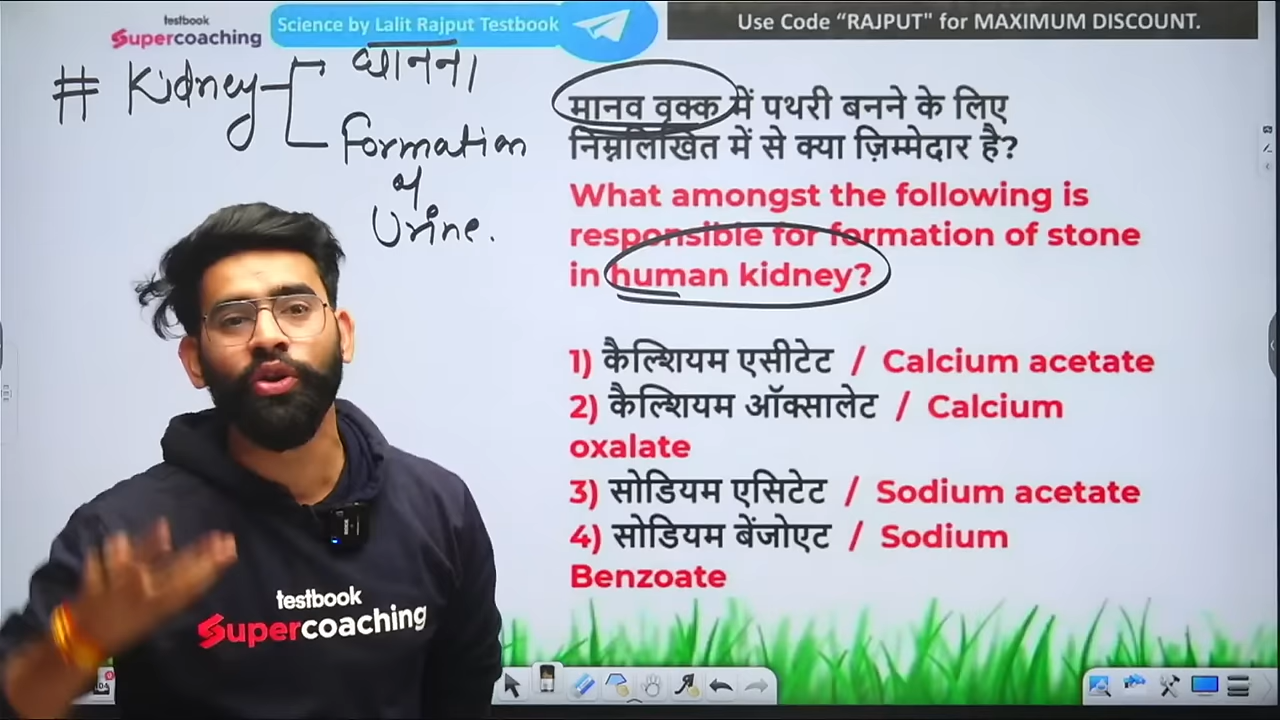 testbook
Supercoaching
Science by Lalit Rajput Testbook
Use Code “RAJPUT" for MAXIMUM DISCOUNT.
# Kidney
छानना
Formation
of
Urine.
मानव वृक्क में पथरी बनने के लिए
निम्नलिखित में से क्या ज़िम्मेदार है?
What amongst the following is
responsible for formation of stone
in human kidney?
1) कैल्शियम एसीटेट / Calcium acetate
2) कैल्शियम ऑक्सालेट / Calcium
oxalate
3) सोडियम एसिटेट / Sodium acetate
4) सोडियम बेंजोएट / Sodium
Benzoate
testbook
Supercoaching